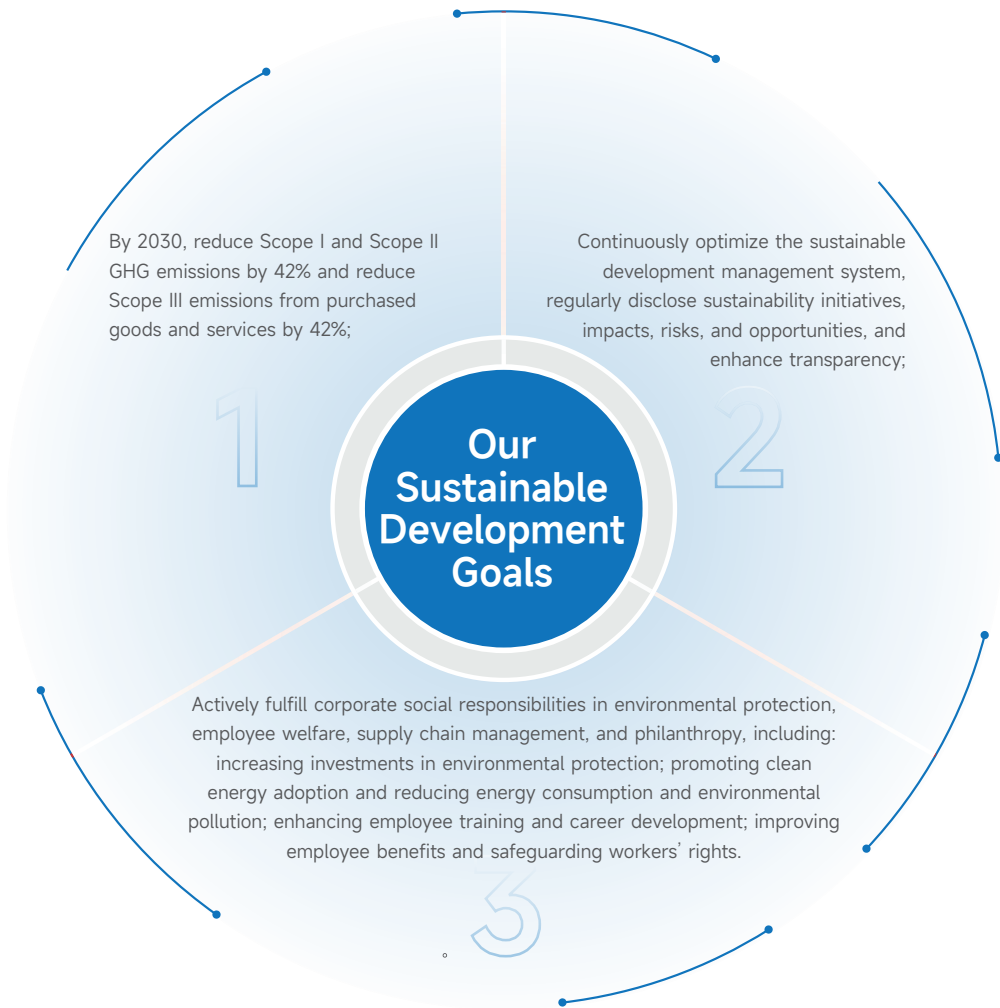 By 2030, reduce Scope I and Scope II
GHG emissions by 42% and reduce
Scope III emissions from purchased
goods and services by 42%;
1
Continuously optimize the sustainable
development management system,
regularly disclose sustainability initiatives,
impacts, risks, and opportunities, and
enhance transparency;
2
Our
Sustainable
Development
Goals
Actively fulfill corporate social responsibilities in environmental protection,
employee welfare, supply chain management, and philanthropy, including:
increasing investments in environmental protection; promoting clean
energy adoption and reducing energy consumption and environmental
pollution; enhancing employee training and career development; improving
employee benefits and safeguarding workers’ rights.
3
。